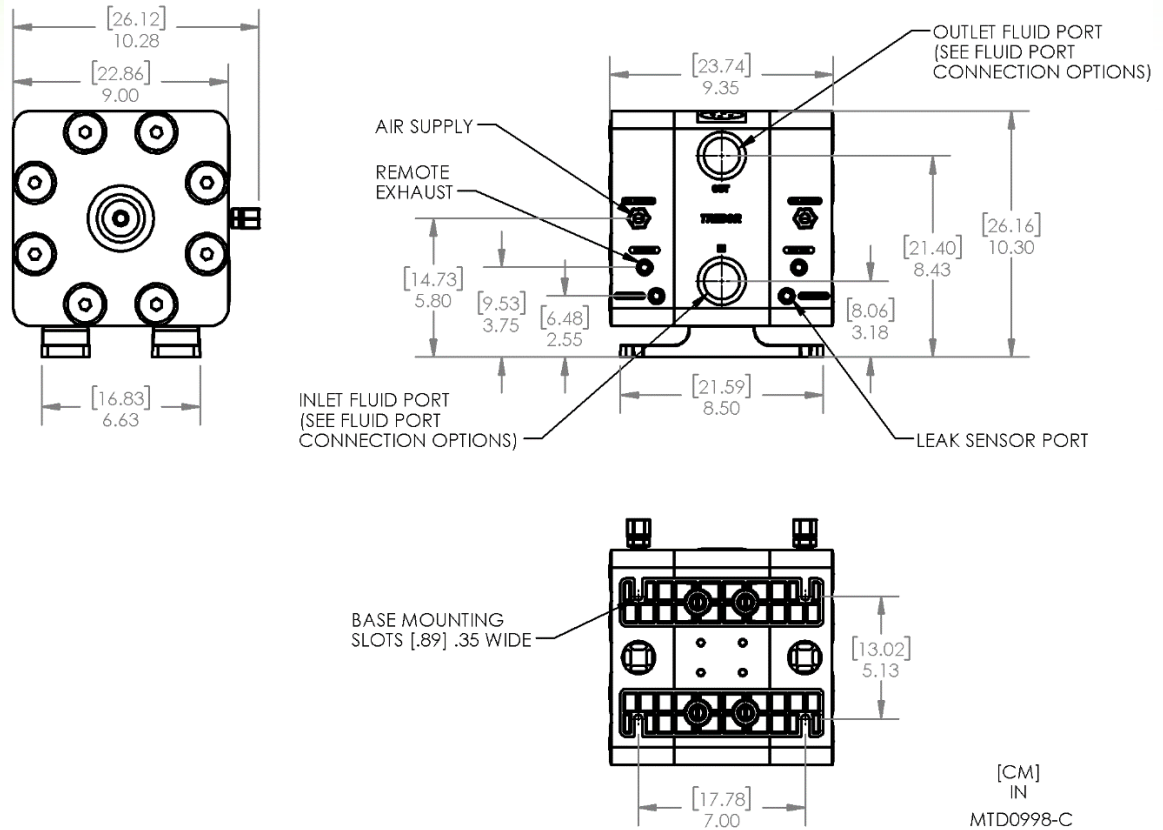 [26.12]
10.28
[22.86]
9.00
[16.83]
6.63
[23.74]
9.35
OUTLET FLUID PORT
(SEE FLUID PORT
CONNECTION OPTIONS)
AIR SUPPLY
REMOTE
EXHAUST
OUT
TREBOR
IN
[14.73]
5.80
[9.53]
3.75
[6.48]
2.55
[8.06]
3.18
[21.40]
8.43
[26.16]
10.30
[21.59]
8.50
INLET FLUID PORT
(SEE FLUID PORT
CONNECTION OPTIONS)
LEAK SENSOR PORT
BASE MOUNTING
SLOTS [.89] .35 WIDE
[13.02]
5.13
[17.78]
7.00
[CM]
IN
MTD0998-C